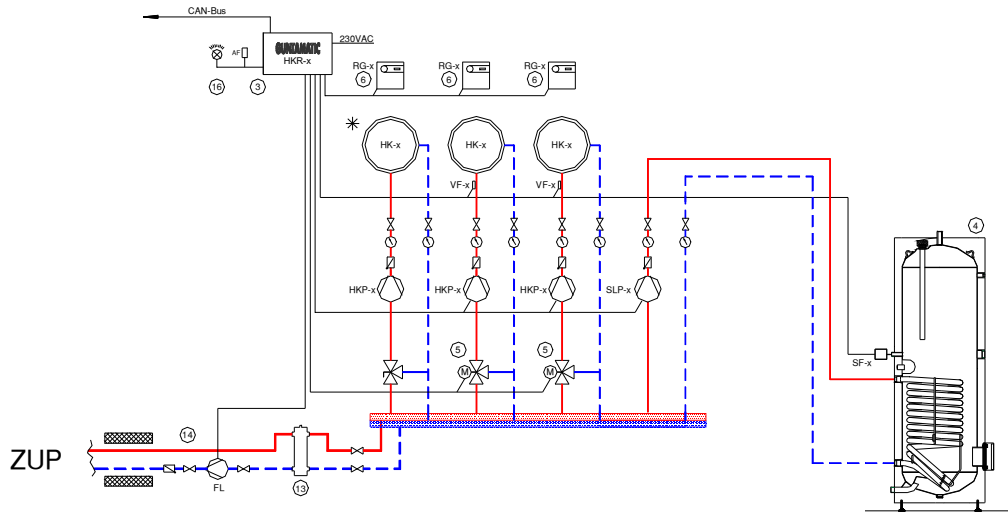 CAN-Bus
GUNTAMATIC
HKR-x
230VAC
AF
16
3
RG-x
6
RG-x
6
RG-x
6
HK-x
HK-x
HK-x
VF-x
VF-x
4
HKP-x
HKP-x
HKP-x
SLP-x
5
5
M
M
SF-x
14
ZUP
FL
13